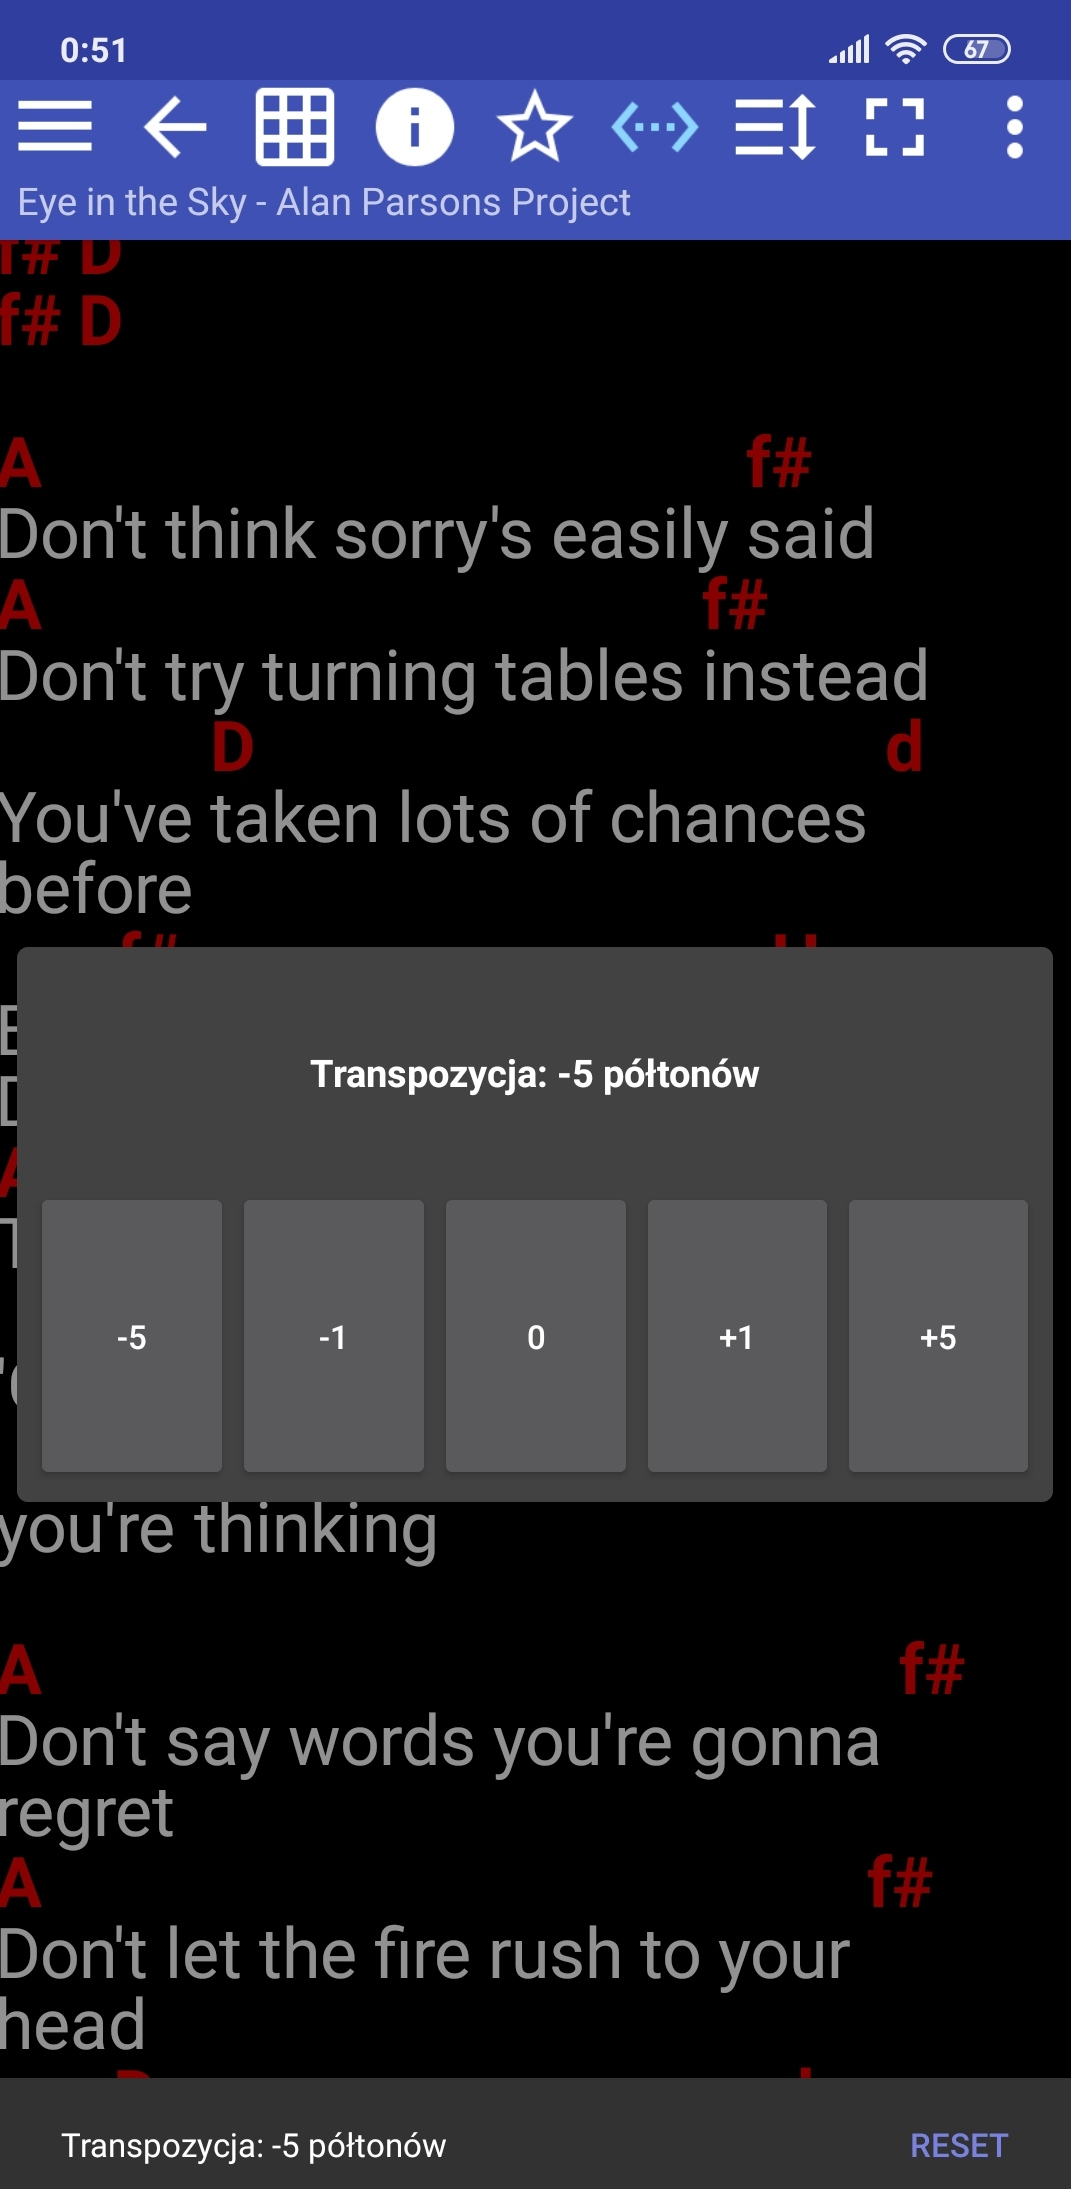 0:51
67
Eye in the Sky - Alan Parsons Project
f# D
f# D
A f#
Don't think sorry's easily said
A f#
Don't try turning tables instead
D d
You've taken lots of chances
before
Transpozycja: -5 półtonów
-5 -1 0 +1 +5
you're thinking
A f#
Don't say words you're gonna
regret
A f#
Don't let the fire rush to your
head
Transpozycja: -5 półtonów
RESET